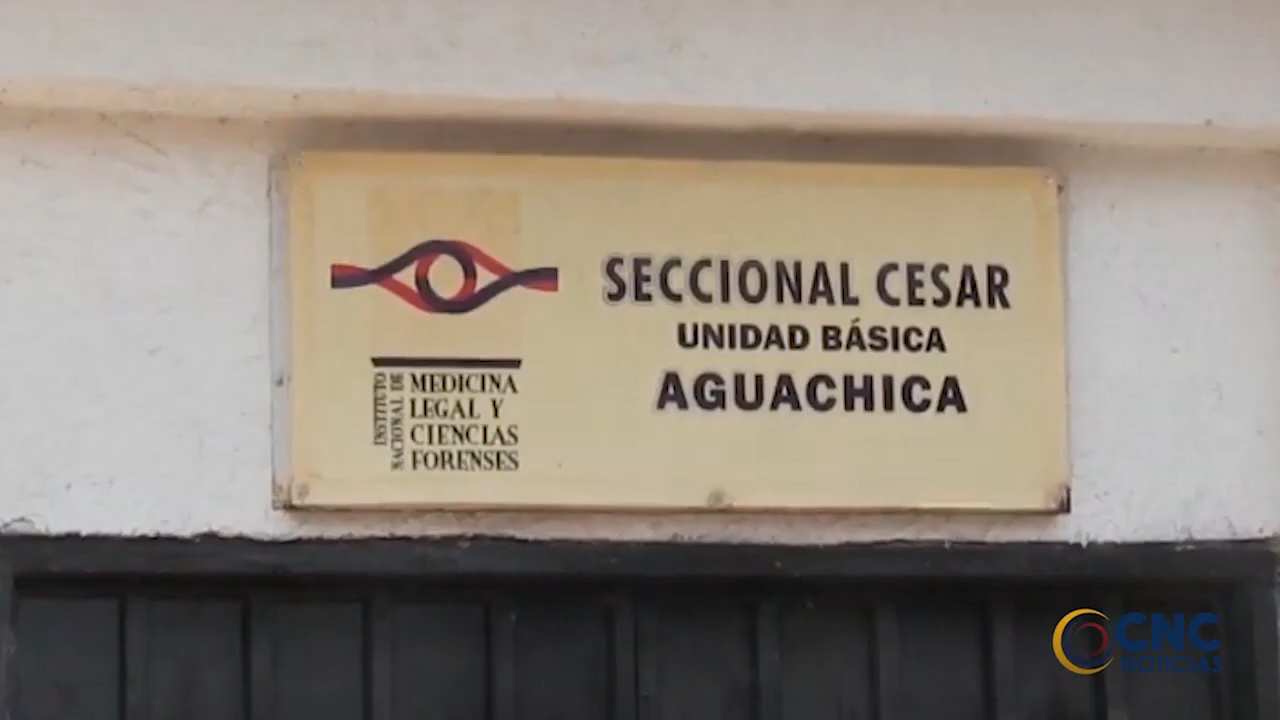 SECCIONAL CESAR
UNIDAD BÁSICA
AGUACHICA
INSTITUTO
NACIONAL DE
MEDICINA
LEGAL Y
CIENCIAS
FORENSES
CNC
NOTICIAS